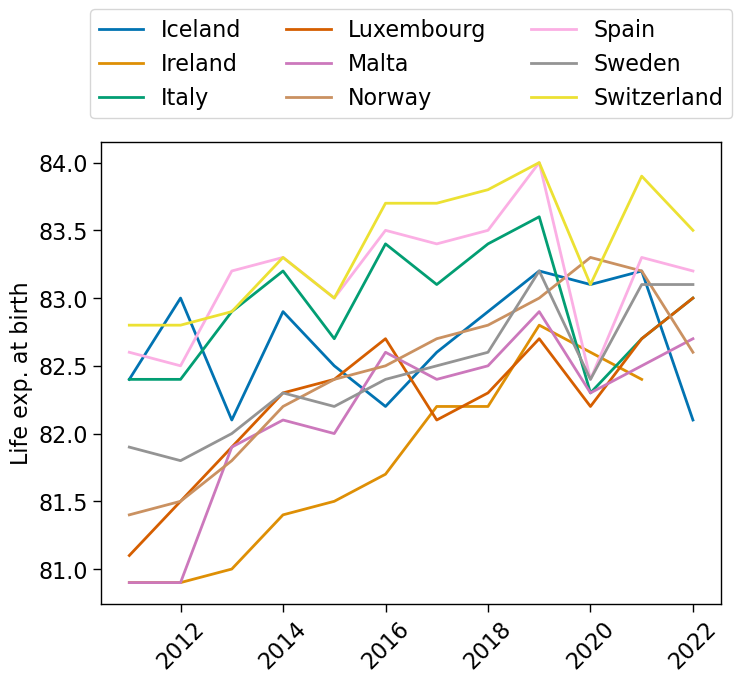 Iceland Luxembourg Spain
Ireland Malta Sweden
Italy Norway Switzerland
84.0
83.5
83.0
82.5
82.0
81.5
81.0
Life exp. at birth
2012 2014 2016 2018 2020 2022